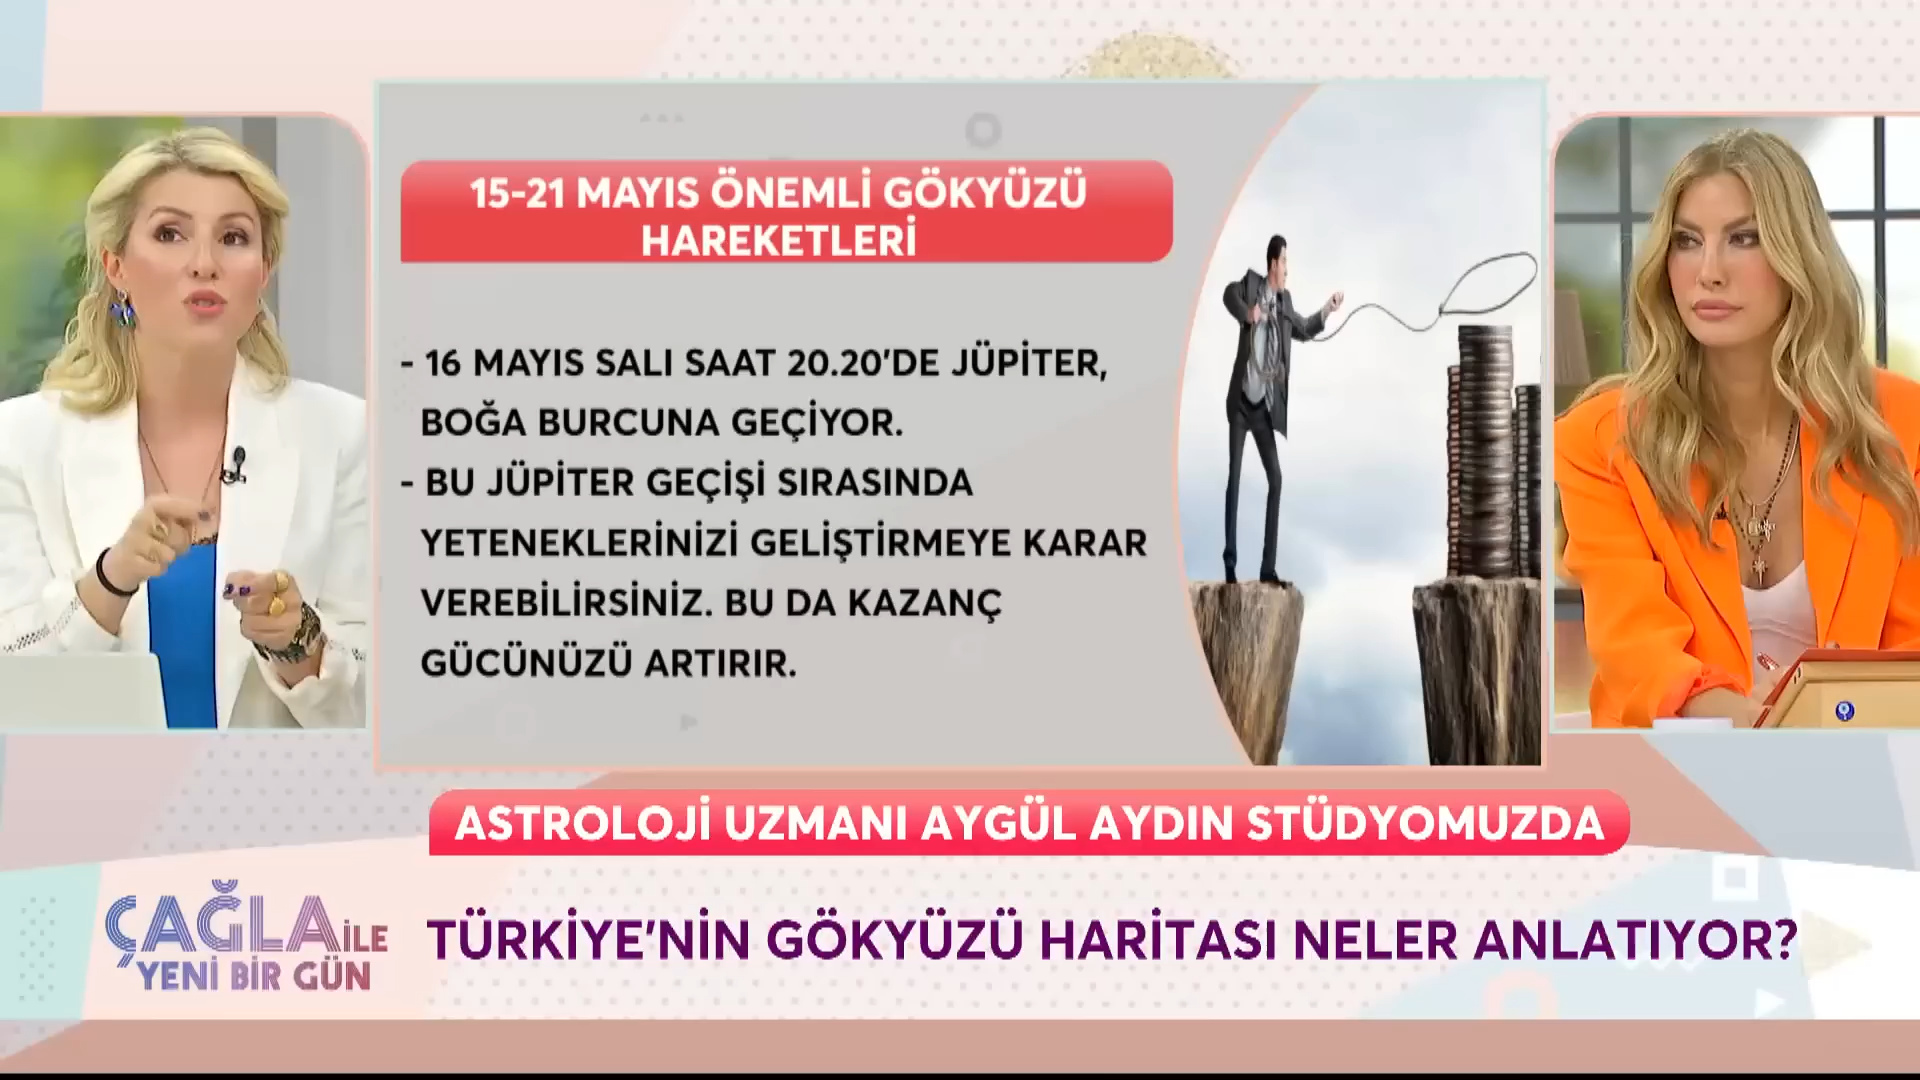 15-21 MAYIS ÖNEMLİ GÖKYÜZÜ
HAREKETLERİ
- 16 MAYIS SALI SAAT 20.20'DE JÜPİTER,
BOĞA BURCUNA GEÇİYOR.
- BU JÜPİTER GEÇİŞİ SIRASINDA
YETENEKLERİNİZİ GELİŞTİRMEYE KARAR
VEREBİLİRSİNİZ. BU DA KAZANÇ
GÜCÜNÜZÜ ARTIRIR.
ASTROLOJİ UZMANI AYGÜL AYDIN STÜDYOMUZDA
ÇAĞLA İLE
YENİ BİR GÜN
TÜRKİYE'NİN GÖKYÜZÜ HARİTASI NELER ANLATIYOR?